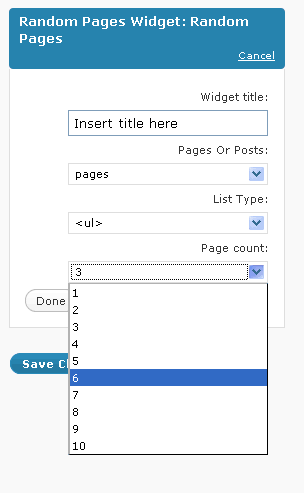 Random Pages Widget: Random
Pages
Cancel
Widget title:
Insert title here
Pages Or Posts:
pages
List Type:
<ul>
Page count:
3
Done
1
2
3
4
5
6
7
8
9
10
Save